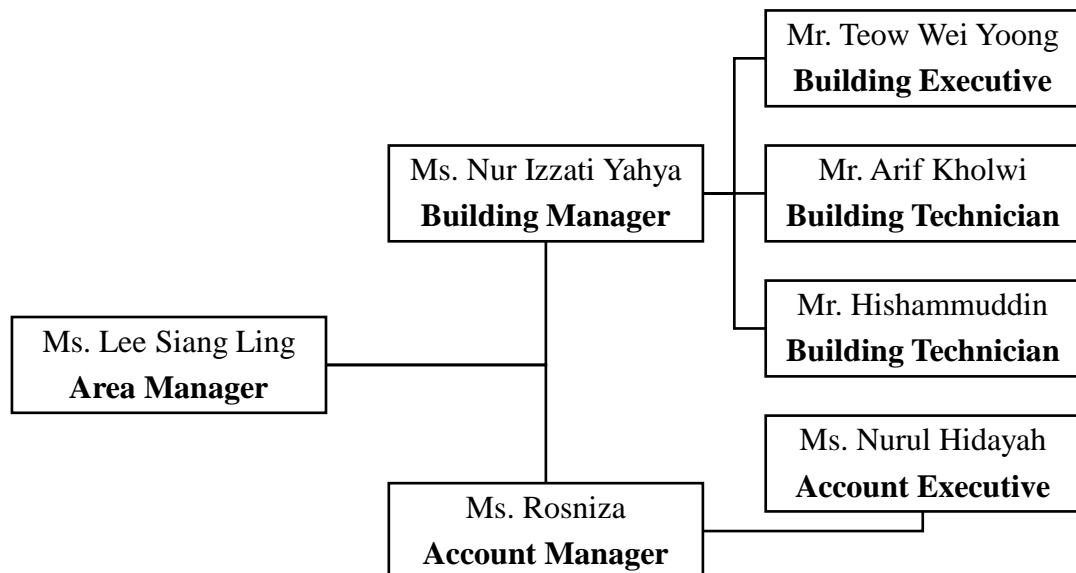 Mr. Teow Wei Yoong
Building Executive
Ms. Nur Izzati Yahya
Building Manager
Mr. Arif Kholwi
Building Technician
Mr. Hishammuddin
Building Technician
Ms. Lee Siang Ling
Area Manager
Ms. Nurul Hidayah
Account Executive
Ms. Rosniza
Account Manager